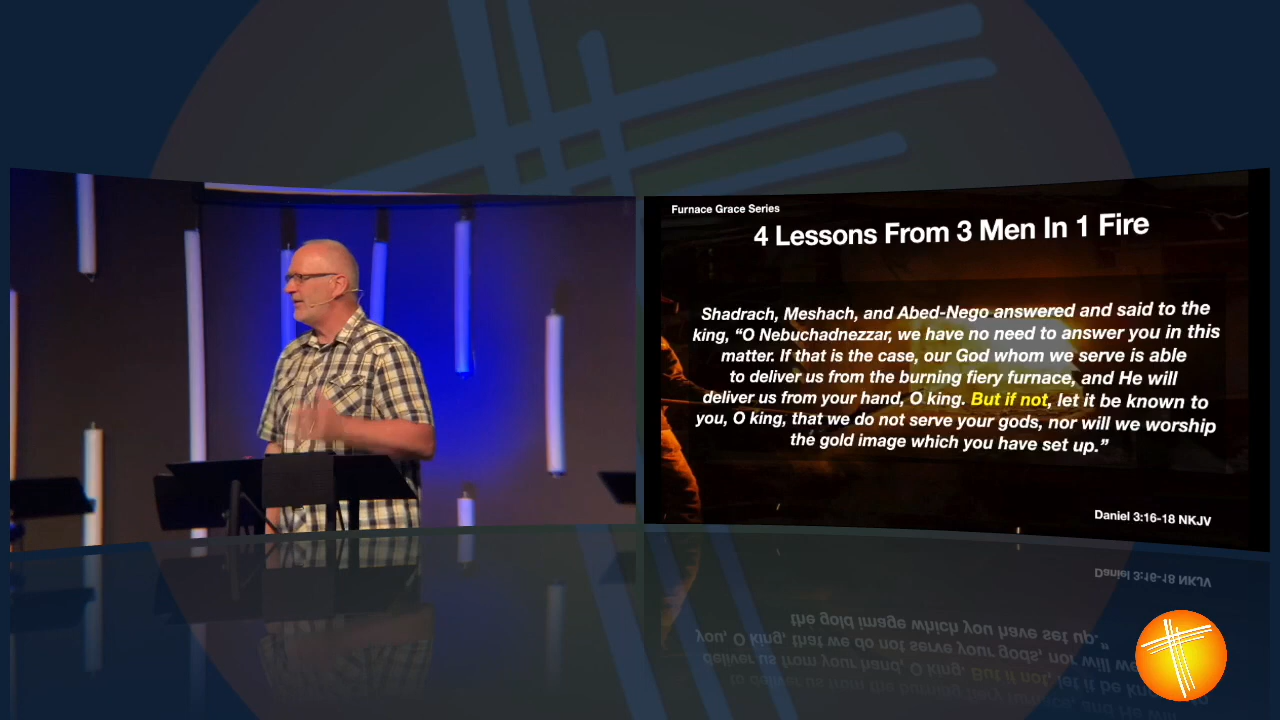 Furnace Grace Series
4 Lessons From 3 Men In 1 Fire
Shadrach, Meshach, and Abed-Nego answered and said to the
king, “O Nebuchadnezzar, we have no need to answer you in this
matter. If that is the case, our God whom we serve is able
to deliver us from the burning fiery furnace, and He will
deliver us from your hand, O king. But if not, let it be known to
you, O king, that we do not serve your gods, nor will we worship
the gold image which you have set up.”
Daniel 3:16-18 NKJV